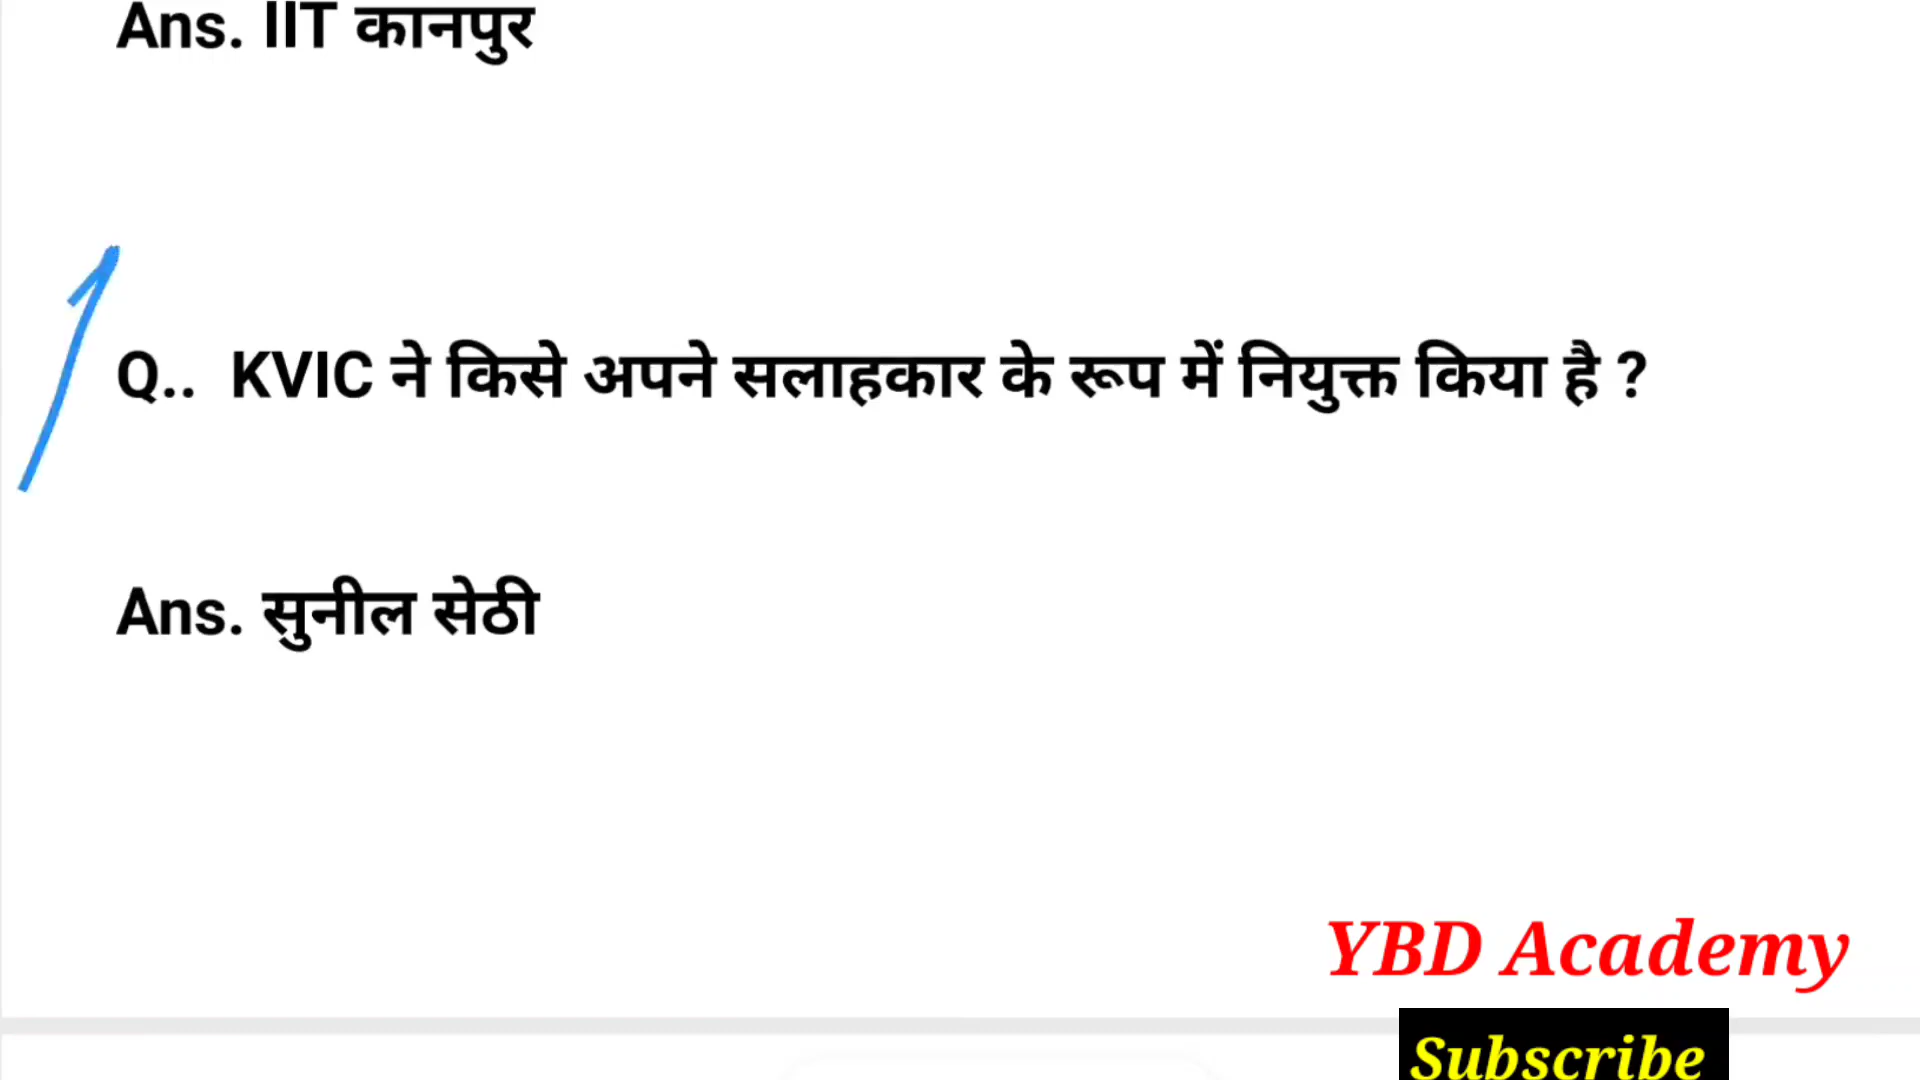 Ans. IIT कानपुर
Q.. KVIC ने किसे अपने सलाहकार के रूप में नियुक्त किया है ?
Ans. सुनील सेठी
YBD Academy
Subscribe